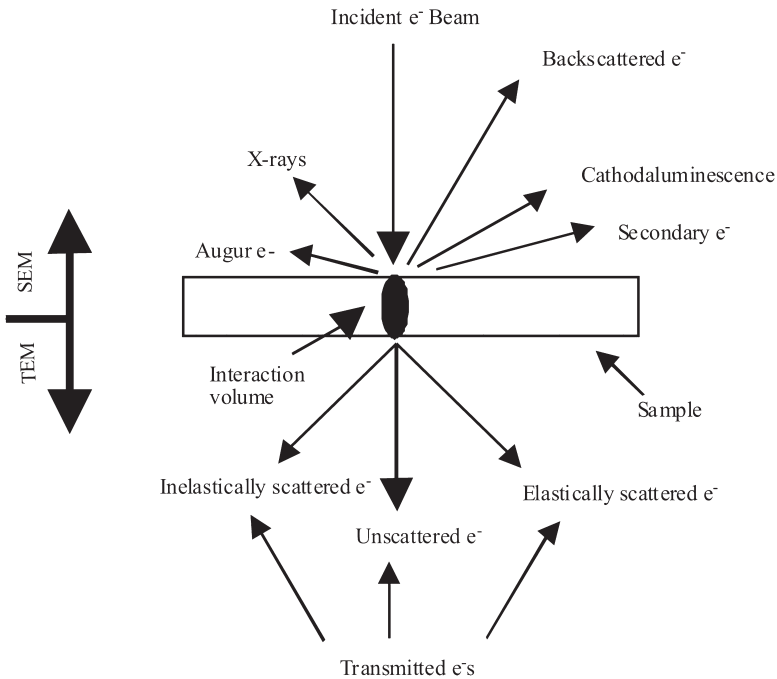 Incident e⁻ Beam
Backscattered e⁻
X-rays
Cathodaluminescence
Secondary e⁻
Augur e-
SEM
TEM
Interaction
volume
Sample
Inelastically scattered e⁻
Elastically scattered e⁻
Unscattered e⁻
Transmitted e⁻s